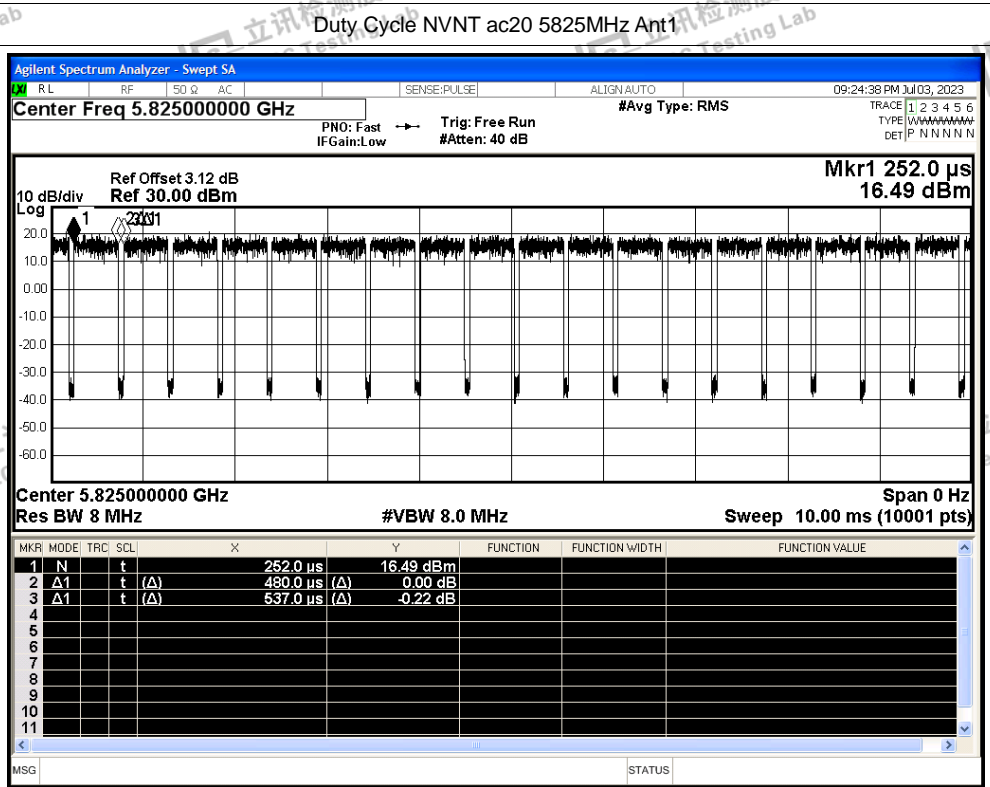 Duty Cycle NVNT ac20 5825MHz Ant1
Agilent Spectrum Analyzer - Swept SA
LXI RL RF 50 Ω AC SENSE:PULSE ALIGN AUTO 09:24:38 PM Jul 03, 2023
Center Freq 5.825000000 GHz #Avg Type: RMS TRACE 1 2 3 4 5 6
PNO: Fast Trig: Free Run TYPE
IFGain:Low #Atten: 40 dB DET P N N N N N
Mkr1 252.0 µs
Ref Offset 3.12 dB
10 dB/div Ref 30.00 dBm 16.49 dBm
Log
20.0
10.0
0.00
-10.0
-20.0
-30.0
-40.0
-50.0
-60.0
Center 5.825000000 GHz Span 0 Hz
Res BW 8 MHz #VBW 8.0 MHz Sweep 10.00 ms (10001 pts)
MKR MODE TRC SCL X Y FUNCTION FUNCTION WIDTH FUNCTION VALUE
1 N t 252.0 µs 16.49 dBm
2 Δ1 t (Δ) 480.0 µs (Δ) 0.00 dB
3 Δ1 t (Δ) 537.0 µs (Δ) -0.22 dB
4
5
6
7
8
9
10
11
MSG STATUS